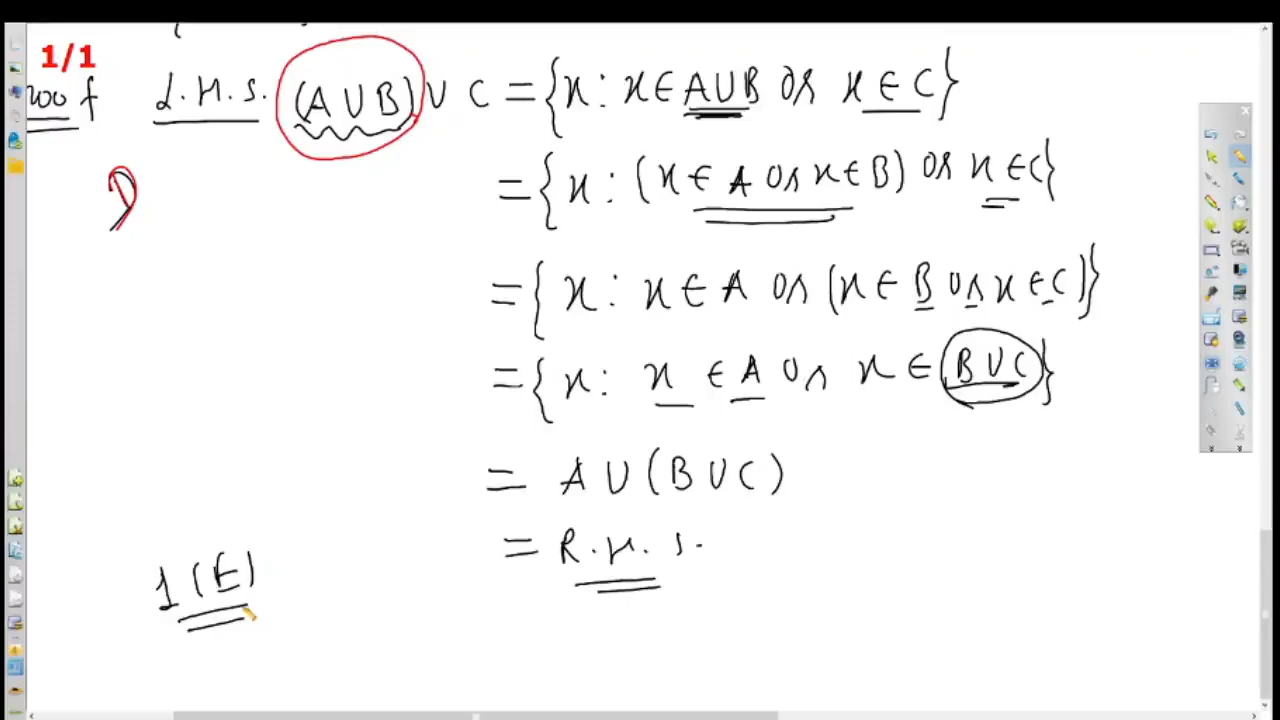 1/1
roof L.H.S. (A U B) U C = {x : x ∈ A U B or x ∈ C}
= {x : (x ∈ A or x ∈ B) or x ∈ C}
= {x : x ∈ A or (x ∈ B or x ∈ C)}
= {x : x ∈ A or x ∈ B U C}
= A U (B U C)
= R.H.S.
1 (E)